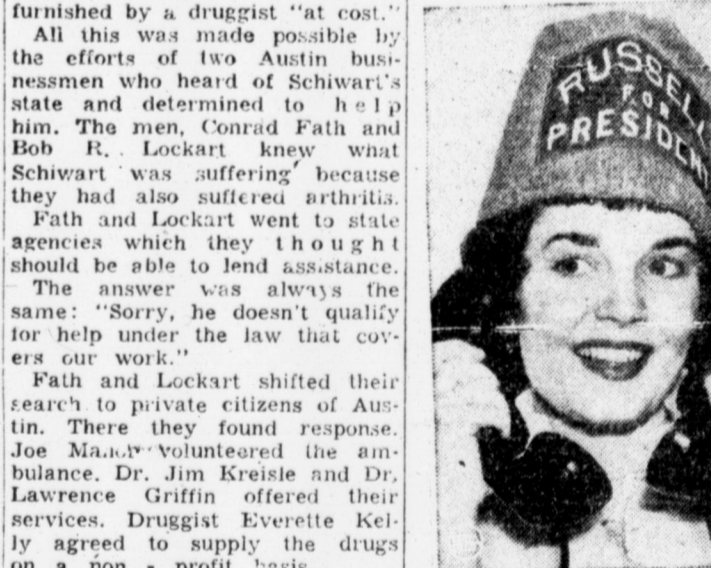 furnished by a druggist "at cost."
All this was made possible by
the efforts of two Austin busi-
nessmen who heard of Schiwart's
state and determined to help
him. The men, Conrad Fath and
Bob R. Lockart knew what
Schiwart was suffering because
they had also suffered arthritis.
Fath and Lockart went to state
agencies which they thought
should be able to lend assistance.
The answer was always the
same: "Sorry, he doesn't qualify
for help under the law that cov-
ers our work."
Fath and Lockart shifted their
search to private citizens of Aus-
tin. There they found response.
Joe volunteered the am-
bulance. Dr. Jim Kreisle and Dr.
Lawrence Griffin offered their
services. Druggist Everette Kel-
ly agreed to supply the drugs
on a non - profit basis
RUSSELL
FOR
PRESIDENT